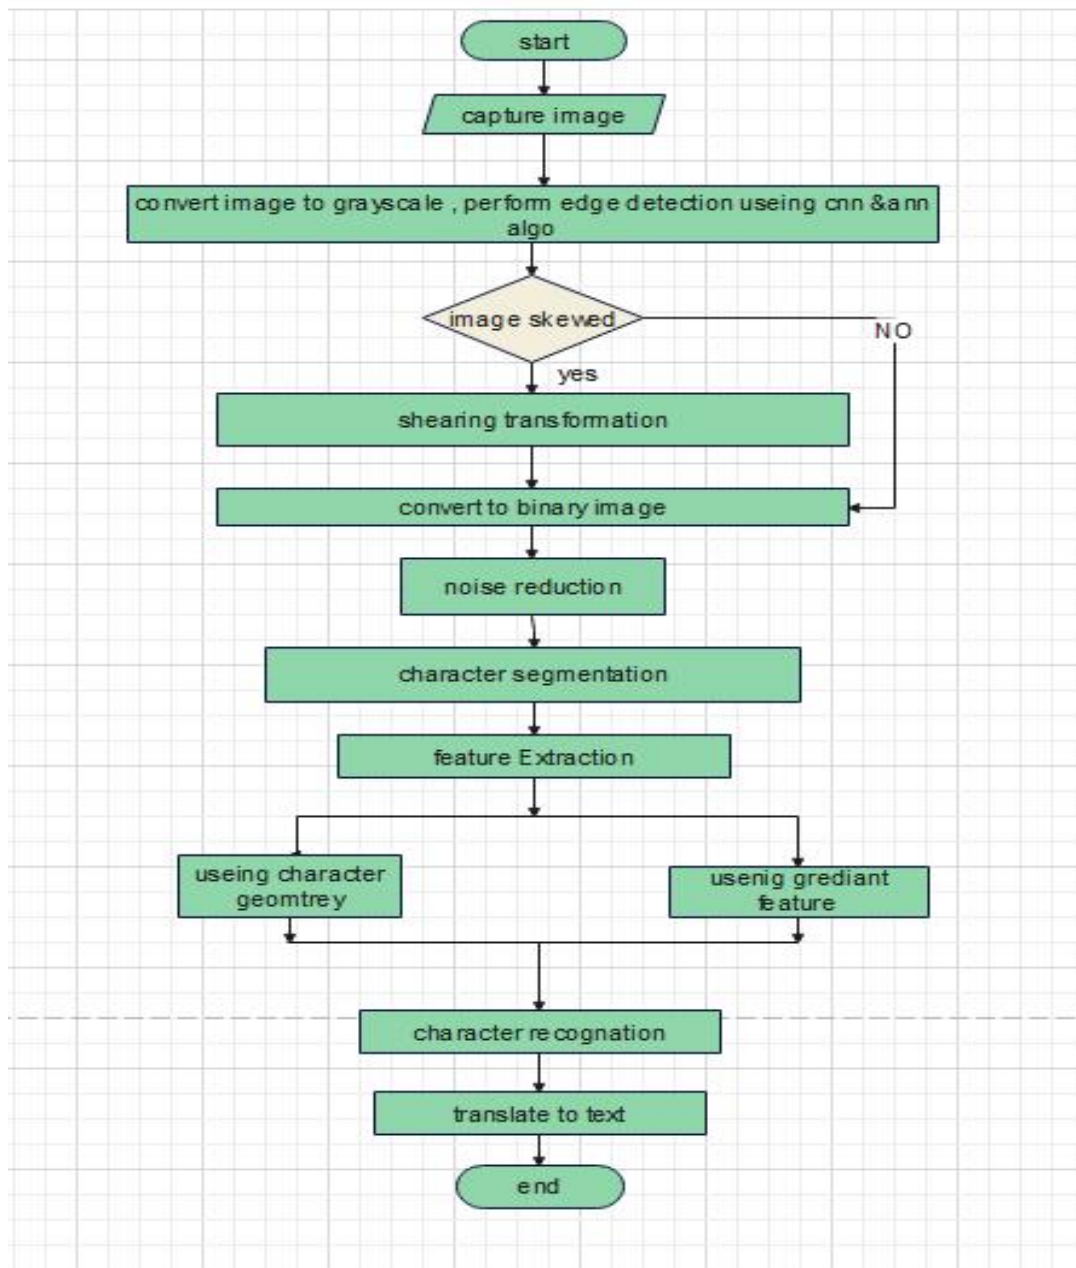 start
capture image
convert image to grayscale , perform edge detection useing cnn &ann
algo
image skewed
NO
yes
shearing transformation
convert to binary image
noise reduction
character segmentation
feature Extraction
useing character
geomtrey
usenig grediant
feature
character recognation
translate to text
end